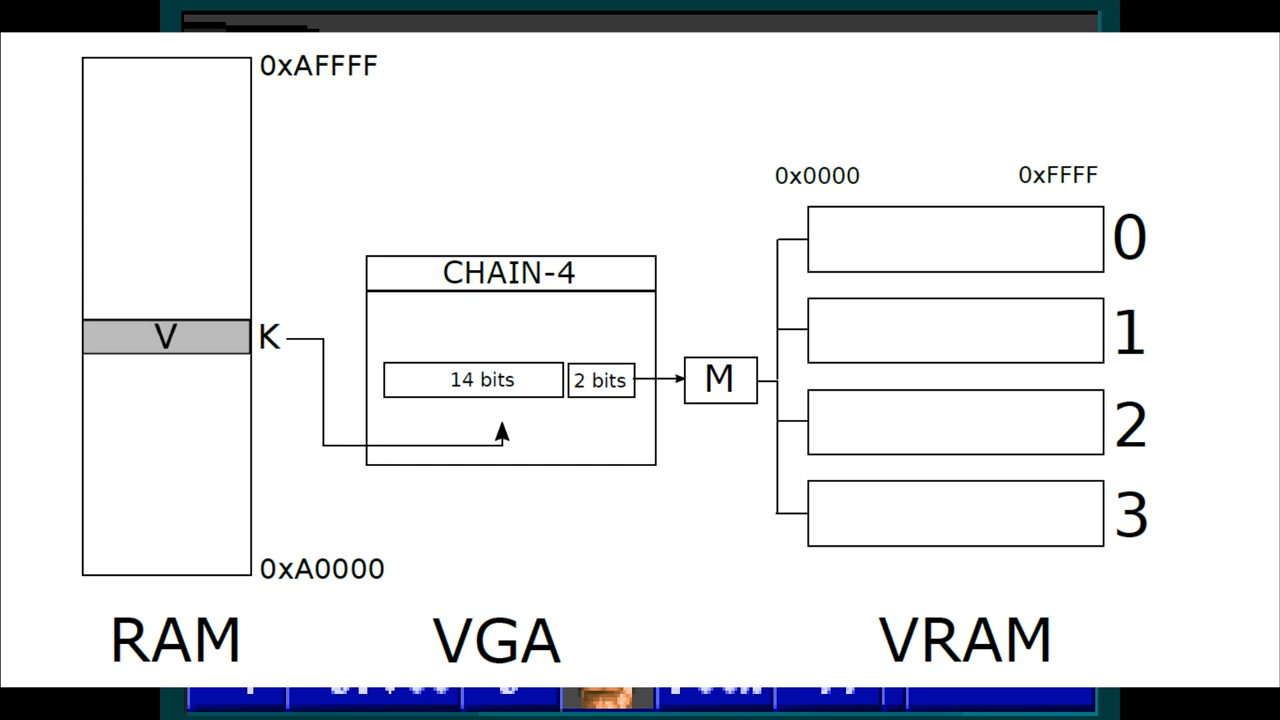 0xAFFFF
0x0000 0xFFFF
0
CHAIN-4
1
V K
14 bits 2 bits M
2
3
0xA0000
RAM VGA VRAM